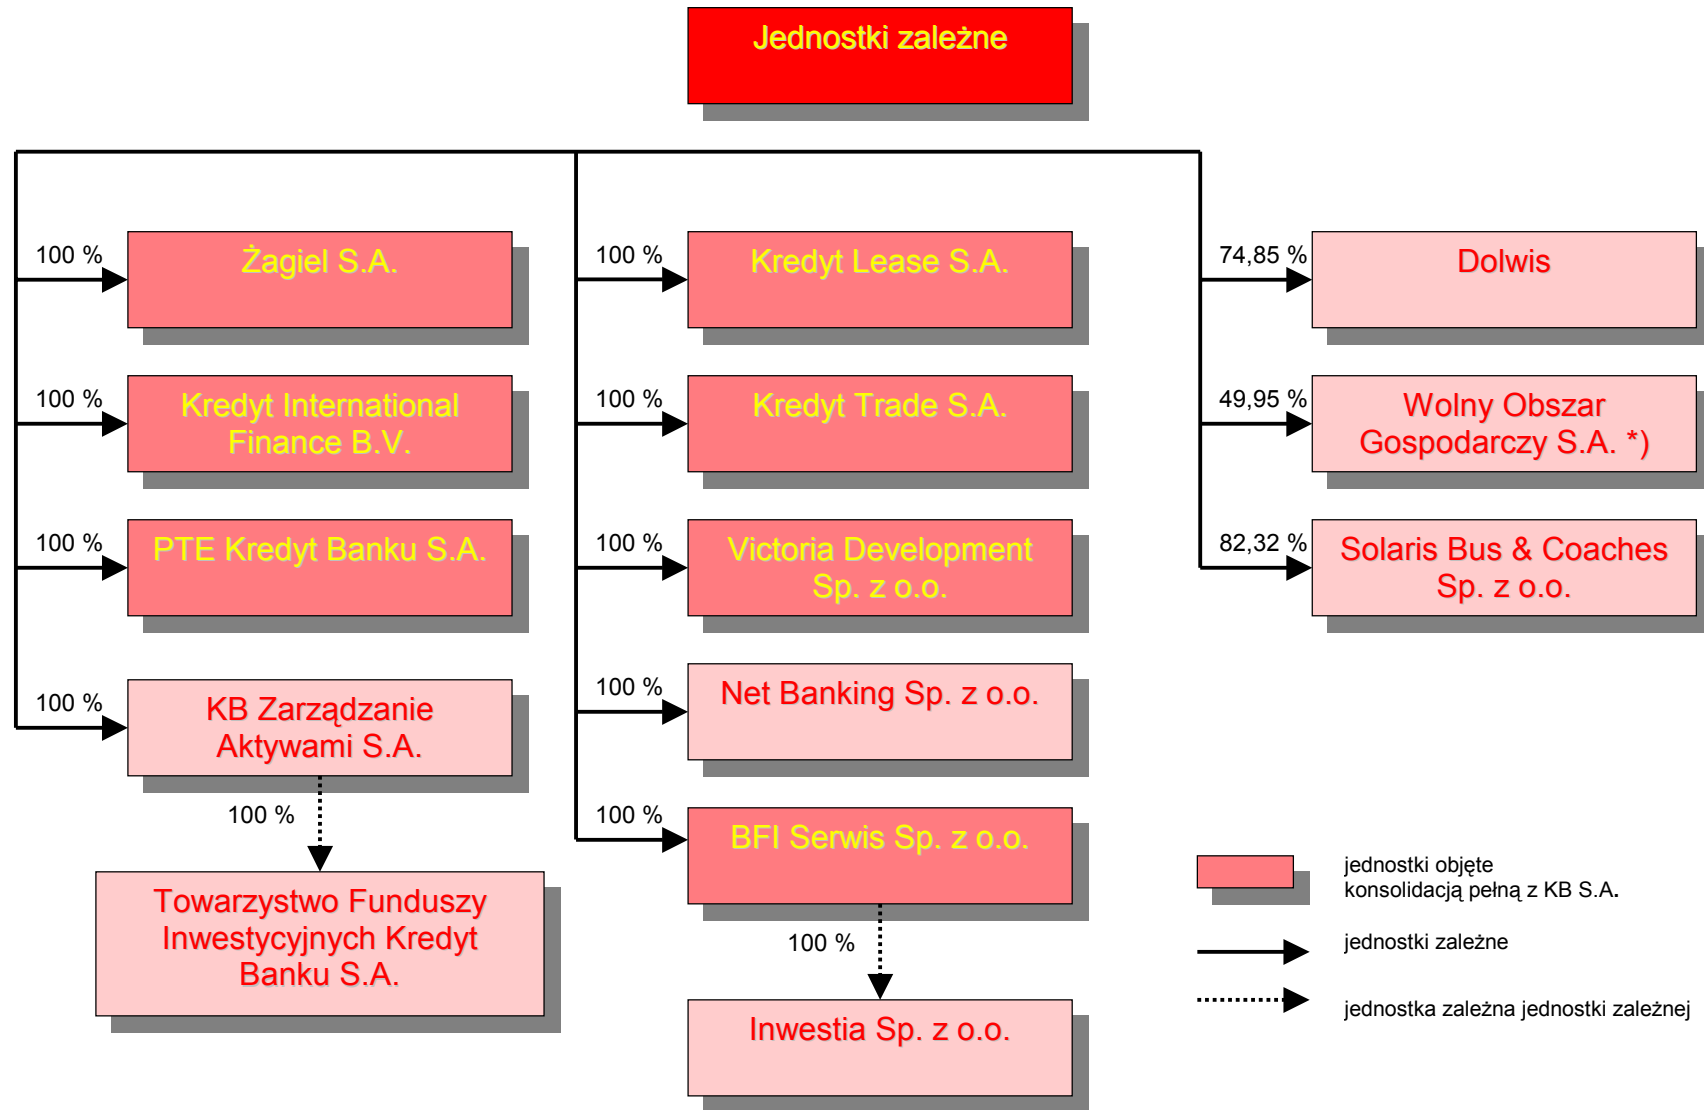 Jednostki zależne
100 %
Żagiel S.A.
100 %
Kredyt International
Finance B.V.
100 %
PTE Kredyt Banku S.A.
100 %
KB Zarządzanie
Aktywami S.A.
100 %
Towarzystwo Funduszy
Inwestycyjnych Kredyt
Banku S.A.
100 %
Kredyt Lease S.A.
100 %
Kredyt Trade S.A.
100 %
Victoria Development
Sp. z o.o.
100 %
Net Banking Sp. z o.o.
100 %
BFI Serwis Sp. z o.o.
100 %
Inwestia Sp. z o.o.
74,85 %
Dolwis
49,95 %
Wolny Obszar
Gospodarczy S.A. *)
82,32 %
Solaris Bus & Coaches
Sp. z o.o.
jednostki objęte
konsolidacją pełną z KB S.A.
jednostki zależne
jednostka zależna jednostki zależnej